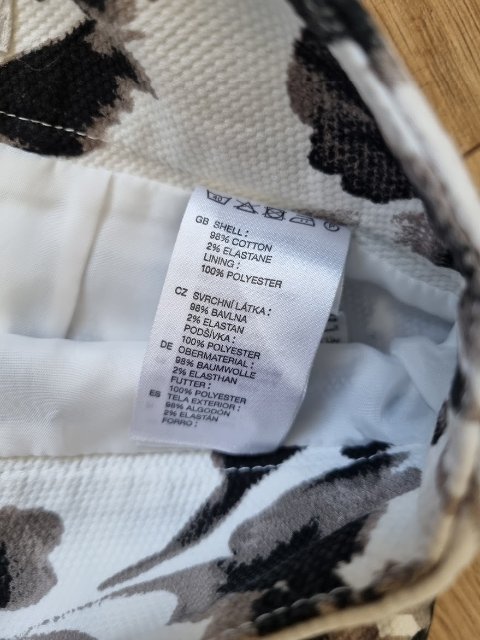 GB SHELL :
98% COTTON
2% ELASTANE
LINING :
100% POLYESTER
CZ SVRCHNÍ LÁTKA :
98% BAVLNA
2% ELASTAN
PODŠÍVKA :
100% POLYESTER
DE OBERMATERIAL :
98% BAUMWOLLE
2% ELASTHAN
FUTTER :
100% POLYESTER
ES TELA EXTERIOR :
98% ALGODÓN
2% ELASTÁN
FORRO :